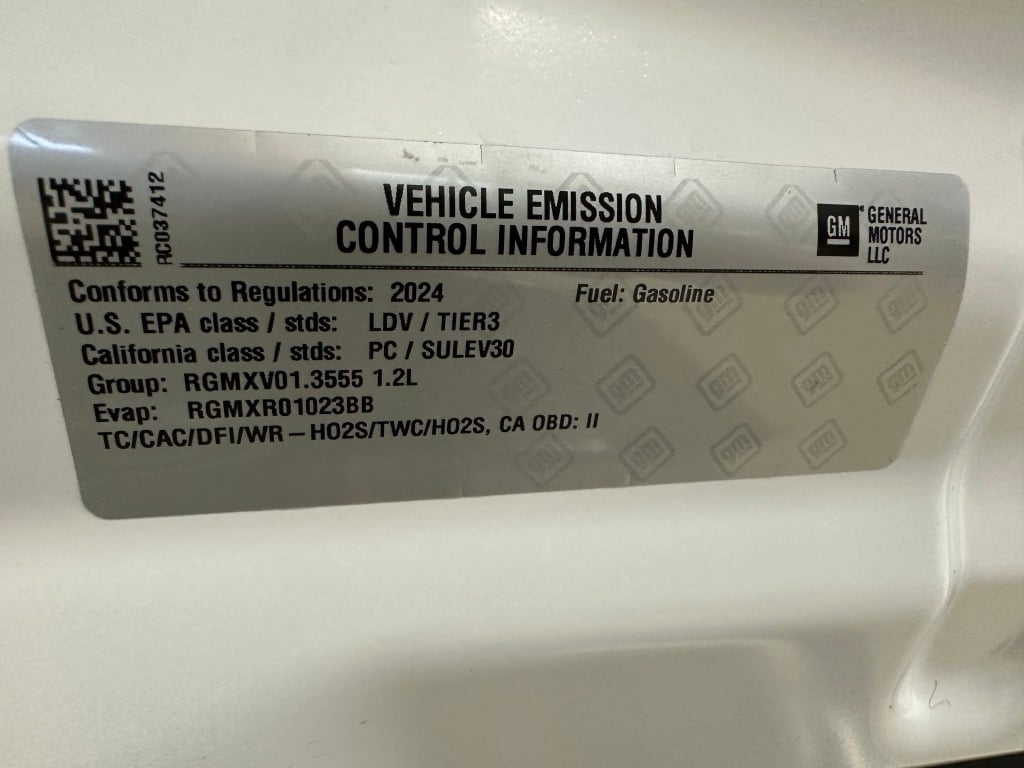 RC037412
VEHICLE EMISSION
CONTROL INFORMATION
GM
GENERAL
MOTORS
LLC
Conforms to Regulations: 2024 Fuel: Gasoline
U.S. EPA class / stds: LDV / TIER3
California class / stds: PC / SULEV30
Group: RGMXV01.3555 1.2L
Evap: RGMXR01023BB
TC/CAC/DFI/WR – HO2S/TWC/HO2S, CA OBD: II